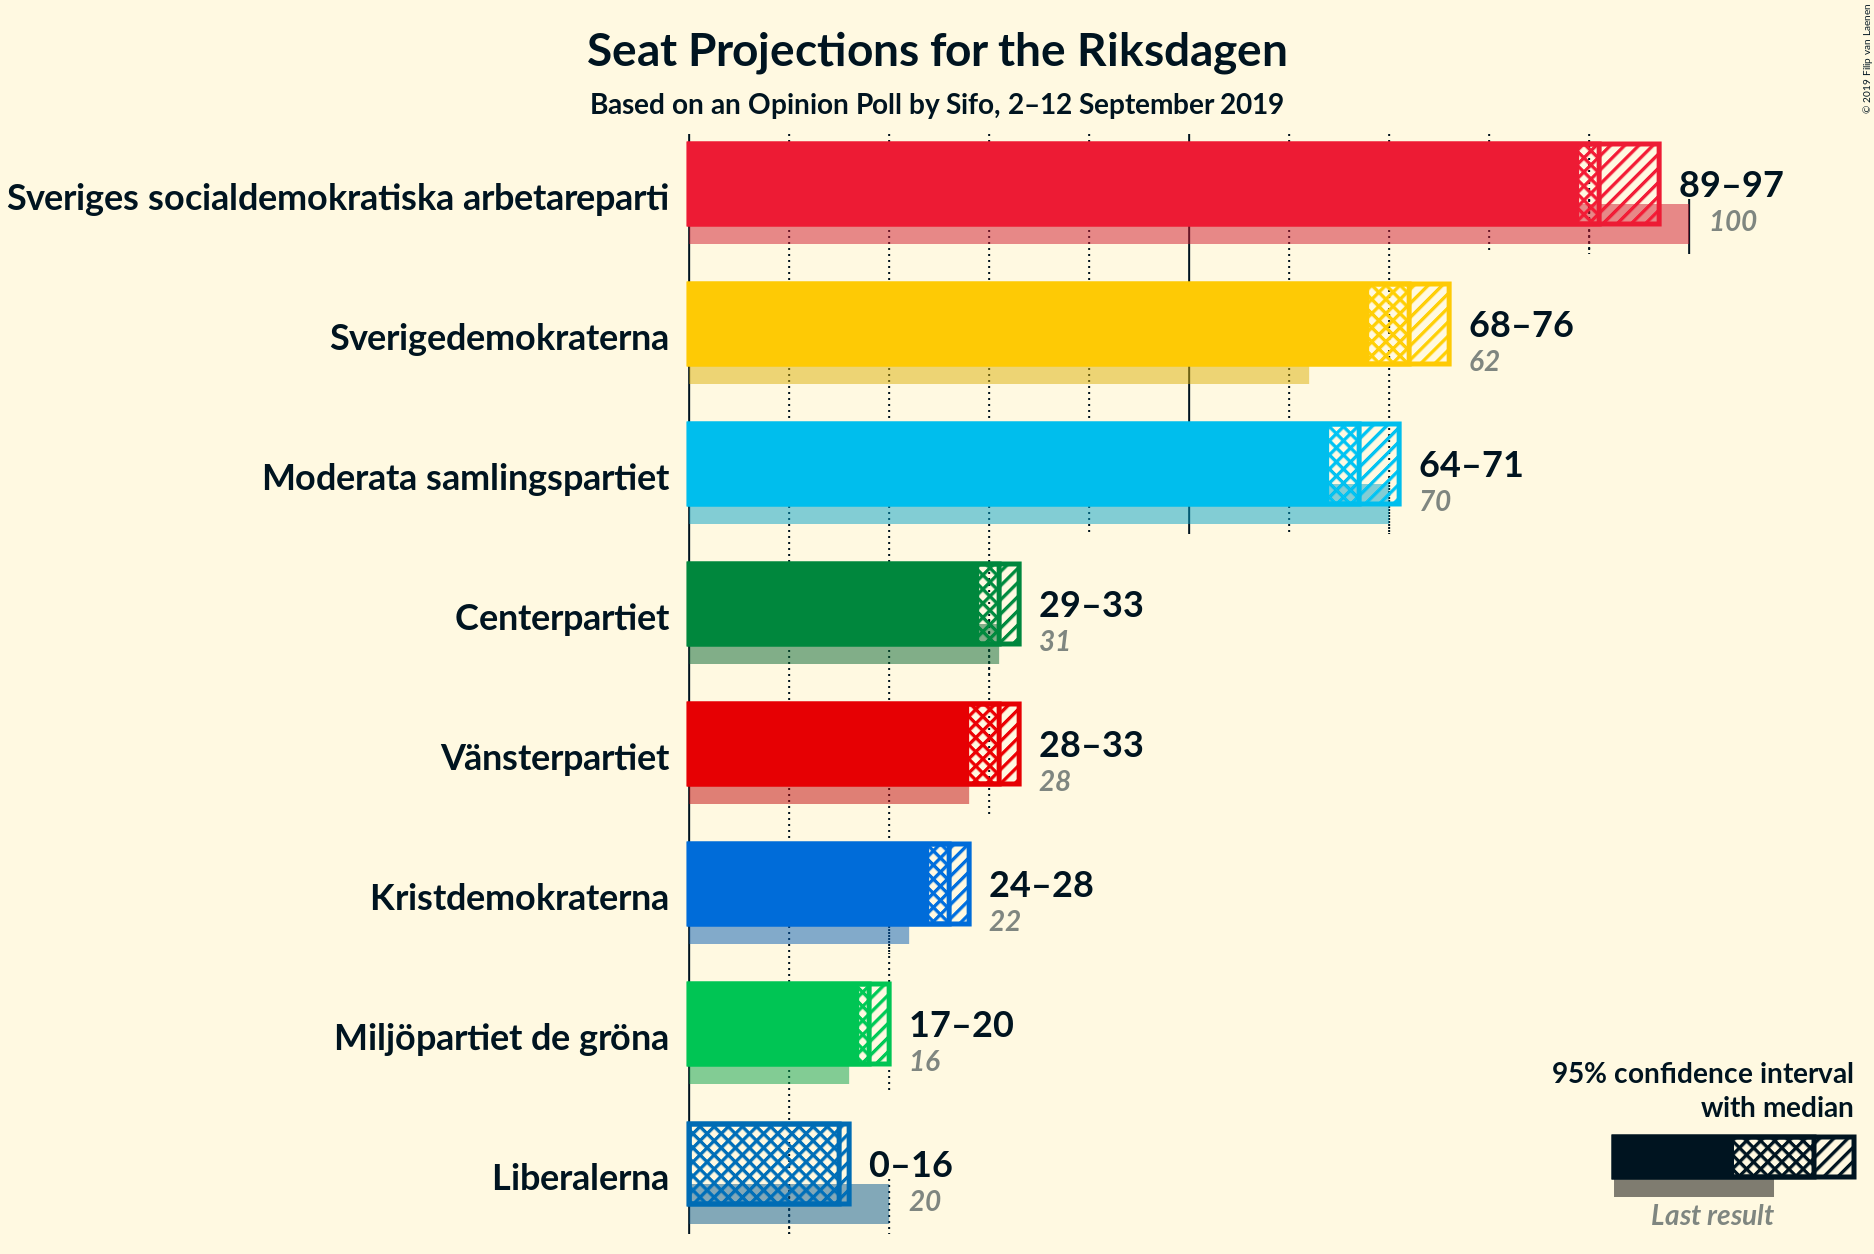 Seat Projections for the Riksdagen
Based on an Opinion Poll by Sifo, 2–12 September 2019
© 2019 Filip van Laenen
Sveriges socialdemokratiska arbetareparti
89–97
100
Sverigedemokraterna
68–76
62
Moderata samlingspartiet
64–71
70
Centerpartiet
29–33
31
Vänsterpartiet
28–33
28
Kristdemokraterna
24–28
22
Miljöpartiet de gröna
17–20
16
Liberalerna
0–16
20
95% confidence interval
with median
Last result